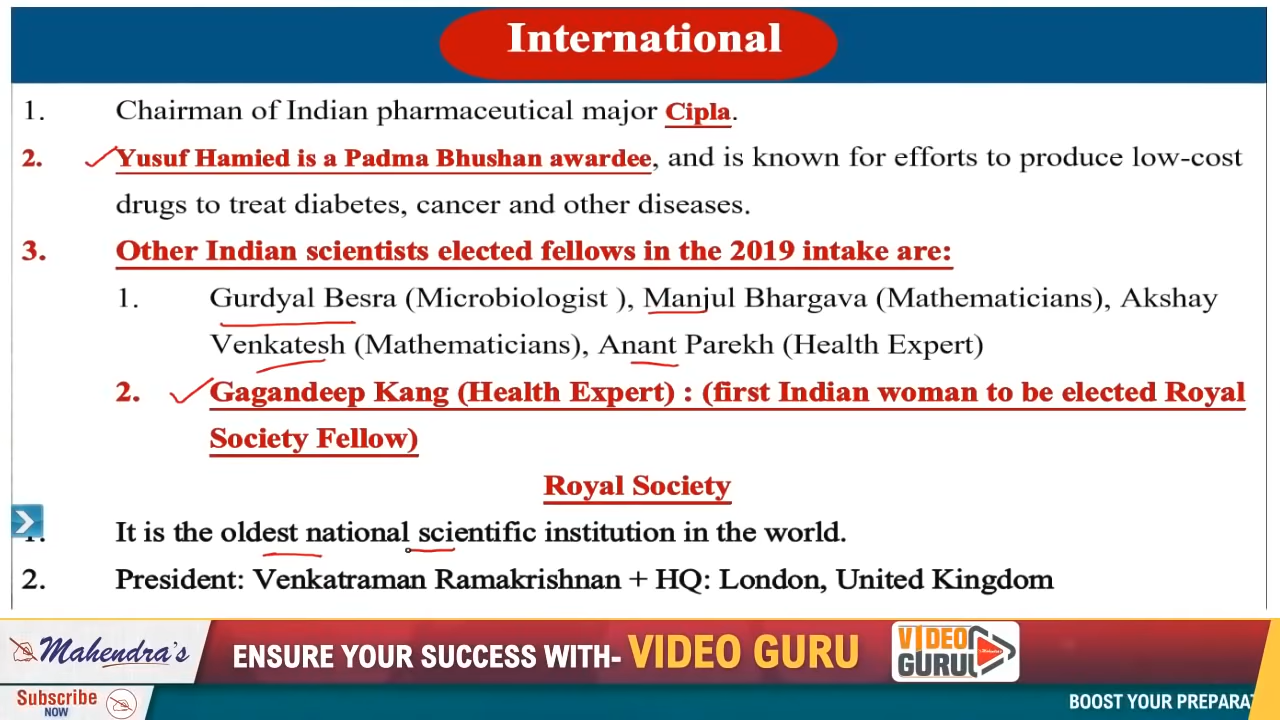 International
1. Chairman of Indian pharmaceutical major Cipla.
2. Yusuf Hamied is a Padma Bhushan awardee, and is known for efforts to produce low-cost
drugs to treat diabetes, cancer and other diseases.
3. Other Indian scientists elected fellows in the 2019 intake are:
1. Gurdyal Besra (Microbiologist ), Manjul Bhargava (Mathematicians), Akshay
Venkatesh (Mathematicians), Anant Parekh (Health Expert)
2. Gagandeep Kang (Health Expert) : (first Indian woman to be elected Royal
Society Fellow)
Royal Society
1. It is the oldest national scientific institution in the world.
2. President: Venkatraman Ramakrishnan + HQ: London, United Kingdom
Mahendra's ENSURE YOUR SUCCESS WITH- VIDEO GURU VIDEO
GURU
Subscribe
NOW
BOOST YOUR PREPARAT